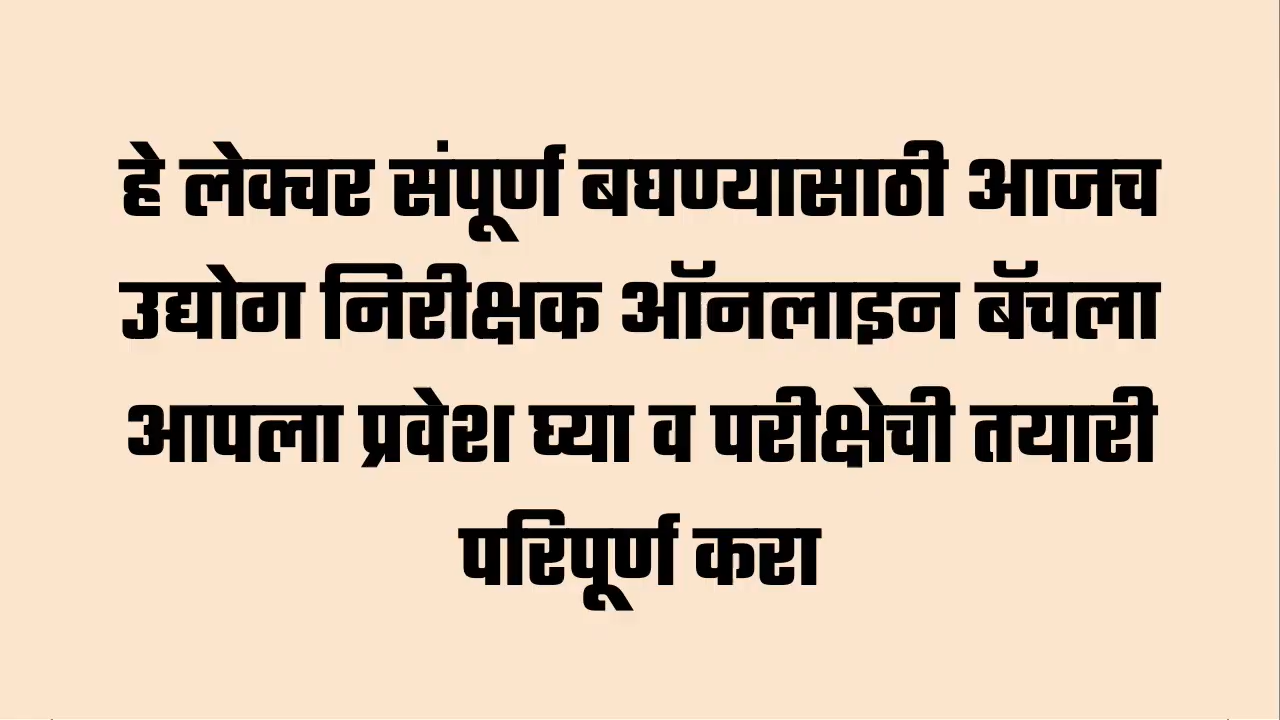 हे लेक्चर संपूर्ण बघण्यासाठी आजच
उद्योग निरीक्षक ऑनलाइन बॅचला
आपला प्रवेश घ्या व परीक्षेची तयारी
परिपूर्ण करा